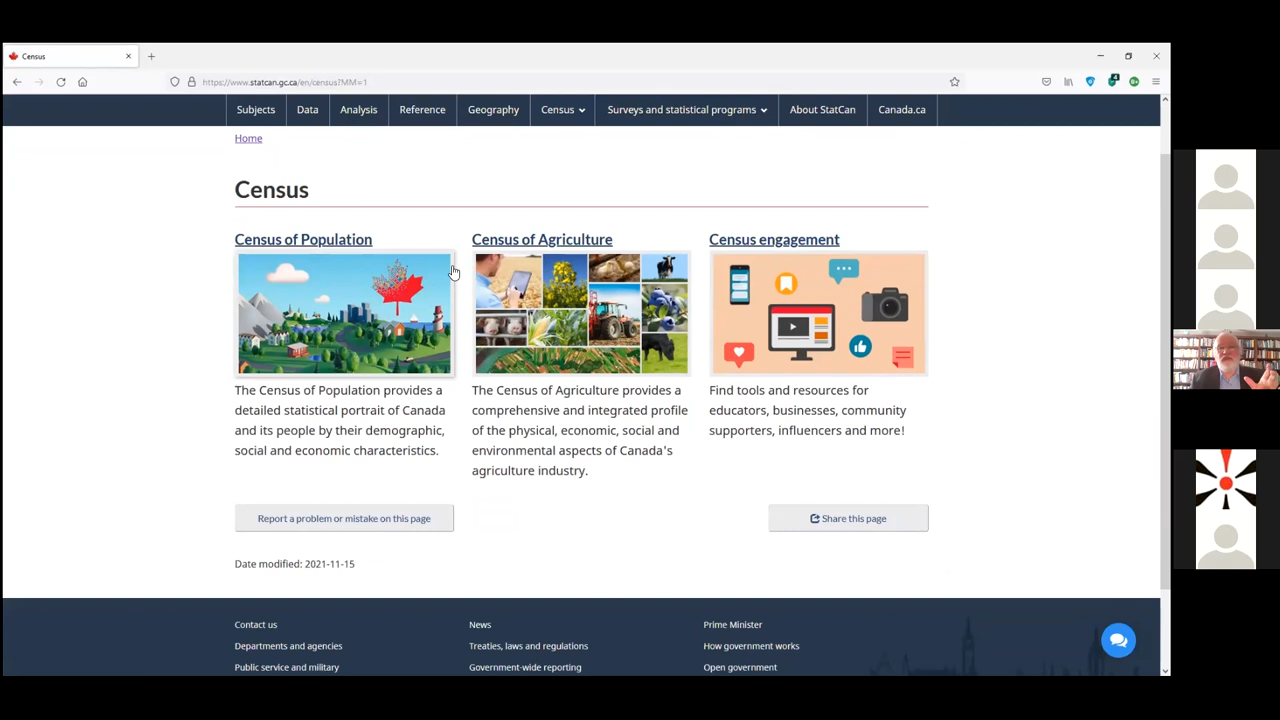 Census
https://www.statcan.gc.ca/en/census?MM=1
Subjects
Data
Analysis
Reference
Geography
Census
Surveys and statistical programs
About StatCan
Canada.ca
Home
Census
Census of Population
The Census of Population provides a
detailed statistical portrait of Canada
and its people by their demographic,
social and economic characteristics.
Census of Agriculture
The Census of Agriculture provides a
comprehensive and integrated profile
of the physical, economic, social and
environmental aspects of Canada's
agriculture industry.
Census engagement
Find tools and resources for
educators, businesses, community
supporters, influencers and more!
Report a problem or mistake on this page
Share this page
Date modified: 2021-11-15
Contact us
Departments and agencies
Public service and military
News
Treaties, laws and regulations
Government-wide reporting
Prime Minister
How government works
Open government